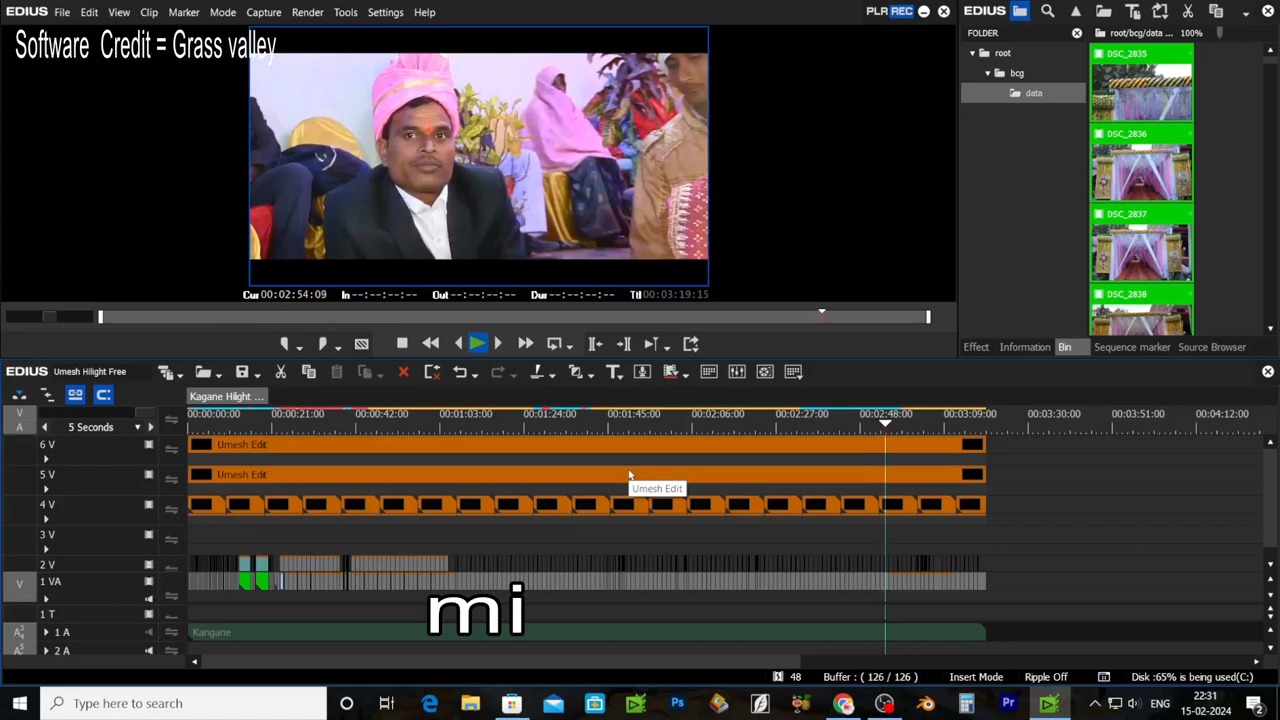 EDIUS File Edit View Clip Marker Mode Capture Render Tools Settings Help PLR REC
Software Credit = Grass valley
Cur 00:02:54:09 In --:--:--:-- Out --:--:--:-- Dur --:--:--:-- Ttl 00:03:19:15
EDIUS
FOLDER
root/bcg/data ... 100%
root
bcg
data
DSC_2835
DSC_2836
DSC_2837
DSC_2838
Effect Information Bin Sequence marker Source Browser
EDIUS Umesh Hilight Free
Kagane Hilight ...
V
A
5 Seconds
00:00:00:00 00:00:21:00 00:00:42:00 00:01:03:00 00:01:24:00 00:01:45:00 00:02:06:00 00:02:27:00 00:02:48:00 00:03:09:00 00:03:30:00 00:03:51:00 00:04:12:00
6 V Umesh Edit
5 V Umesh Edit
Umesh Edit
4 V
3 V
2 V
V 1 VA
mi
1 T
1 A Kangane
2 A
48 Buffer : ( 126 / 126 ) Insert Mode Ripple Off Disk :65% is used(C:)
Type here to search
Ps
Pr
ENG
22:31
15-02-2024
2